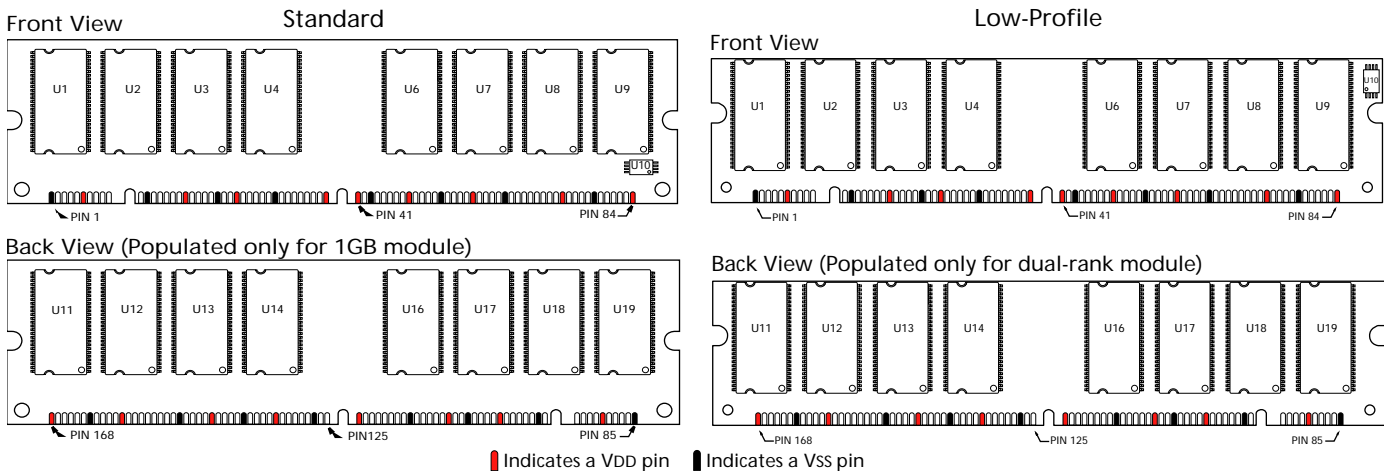 Standard
Front View
U1 U2 U3 U4 U6 U7 U8 U9
U10
PIN 1 PIN 41 PIN 84
Back View (Populated only for 1GB module)
U11 U12 U13 U14 U16 U17 U18 U19
PIN 168 PIN125 PIN 85
Low-Profile
Front View
U1 U2 U3 U4 U6 U7 U8 U9
U10
PIN 1 PIN 41 PIN 84
Back View (Populated only for dual-rank module)
U11 U12 U13 U14 U16 U17 U18 U19
PIN 168 PIN 125 PIN 85
Indicates a VDD pin Indicates a VSS pin